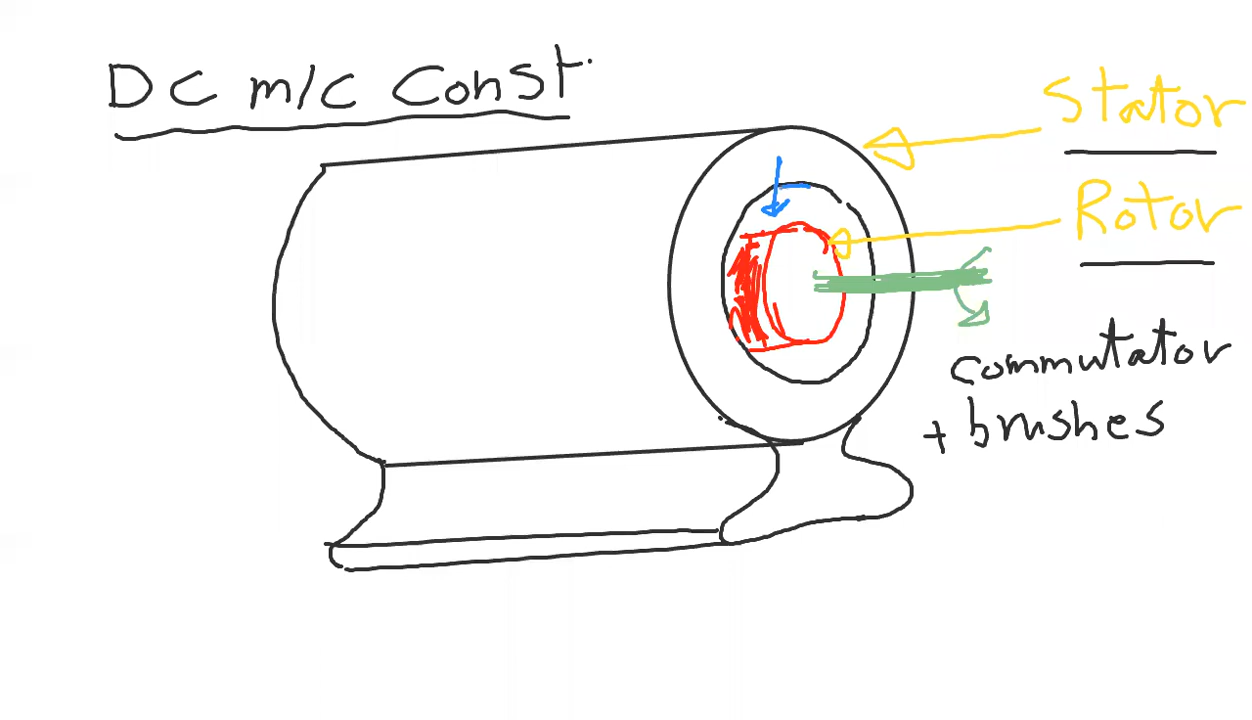 DC m/c Const.
Stator
Rotor
commutator
+ brushes